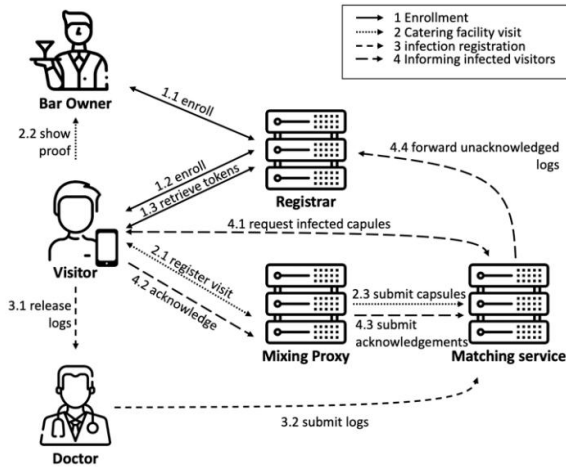 1 Enrollment
2 Catering facility visit
3 infection registration
4 Informing infected visitors
Bar Owner
1.1 enroll
2.2 show
proof
1.2 enroll
1.3 retrieve tokens
Registrar
4.4 forward unacknowledged
logs
4.1 request infected capules
Visitor
2.1 register visit
4.2 acknowledge
2.3 submit capsules
4.3 submit
acknowledgements
3.1 release
logs
Mixing Proxy
Matching service
3.2 submit logs
Doctor